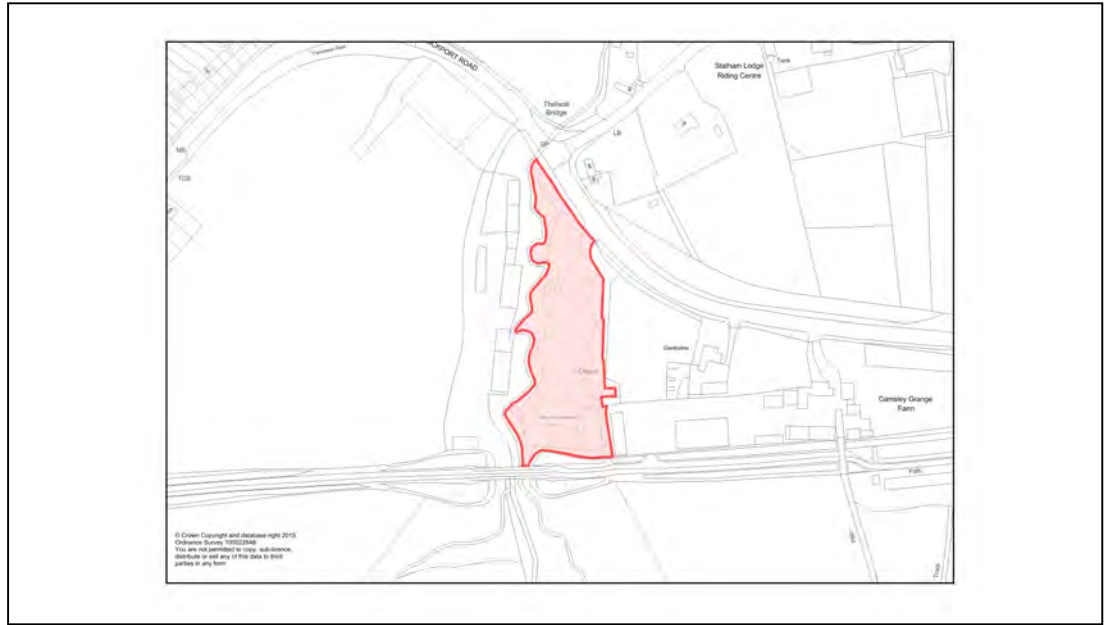 CKPORT ROAD
Statham Lodge
Riding Centre
Tank
Thelwall
Bridge
LB
TCB
Camsley Grange
Farm
Path
Track
© Crown Copyright and database right 2015.
Ordnance Survey 100022848
You are not permitted to copy, sub-licence,
distribute or sell any of this data to third
parties in any form